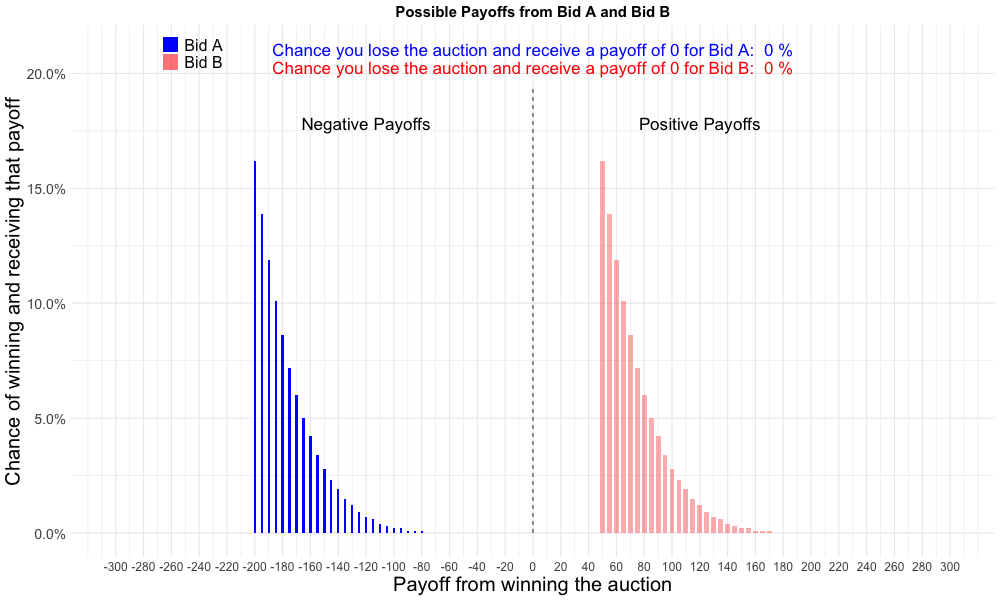 Possible Payoffs from Bid A and Bid B
Bid A
Bid B
Chance you lose the auction and receive a payoff of 0 for Bid A:  0 %
Chance you lose the auction and receive a payoff of 0 for Bid B:  0 %
Negative Payoffs
Positive Payoffs
Chance of winning and receiving that payoff
20.0%
15.0%
10.0%
5.0%
0.0%
-300 -280 -260 -240 -220 -200 -180 -160 -140 -120 -100 -80 -60 -40 -20 0 20 40 60 80 100 120 140 160 180 200 220 240 260 280 300
Payoff from winning the auction